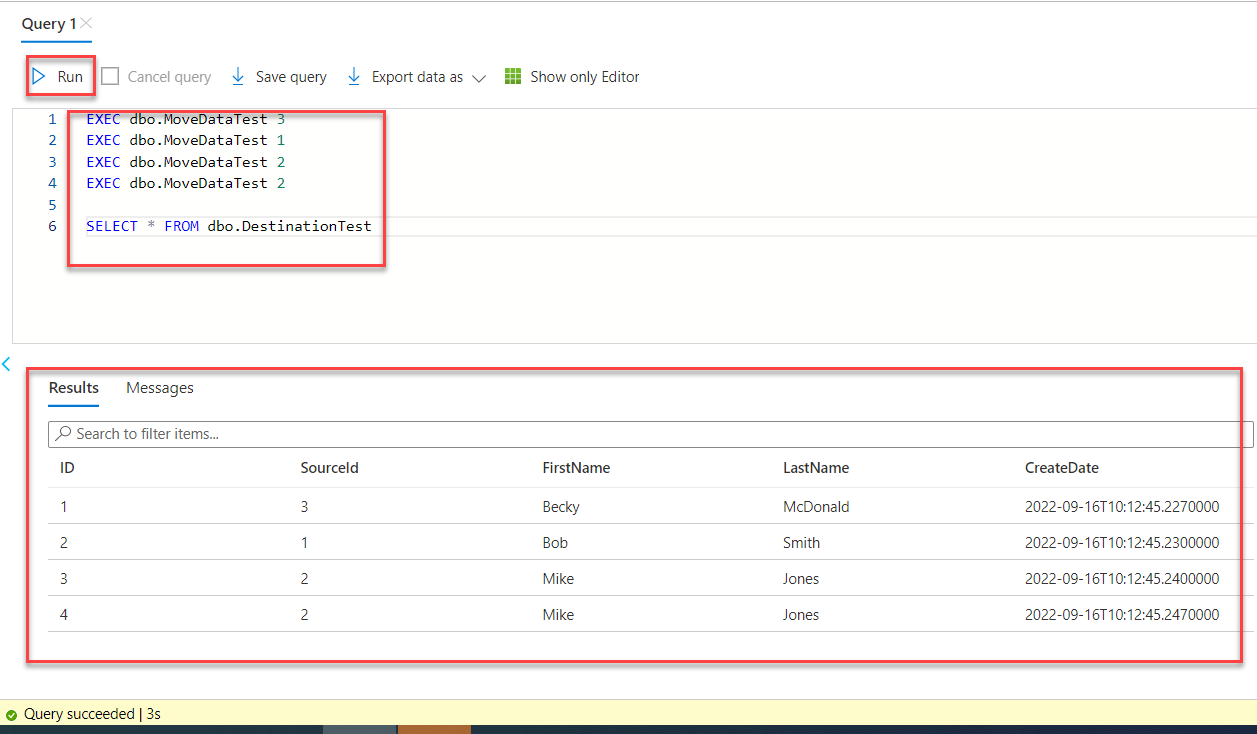 Query 1
Run Cancel query Save query Export data as Show only Editor
1 EXEC dbo.MoveDataTest 3
2 EXEC dbo.MoveDataTest 1
3 EXEC dbo.MoveDataTest 2
4 EXEC dbo.MoveDataTest 2
5
6 SELECT * FROM dbo.DestinationTest
Results Messages
Search to filter items...
ID SourceId FirstName LastName CreateDate
1 3 Becky McDonald 2022-09-16T10:12:45.2270000
2 1 Bob Smith 2022-09-16T10:12:45.2300000
3 2 Mike Jones 2022-09-16T10:12:45.2400000
4 2 Mike Jones 2022-09-16T10:12:45.2470000
Query succeeded | 3s